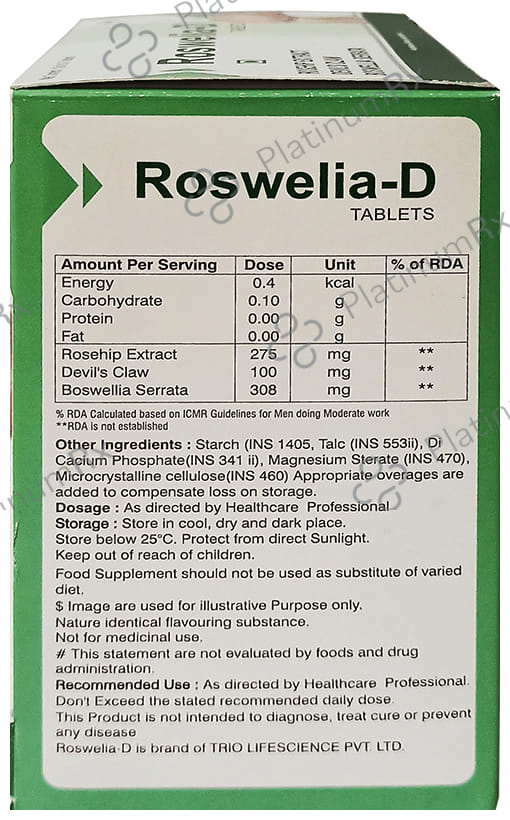 Roswelia-D
Roswelia-D
TABLETS
Amount Per Serving Dose Unit % of RDA
Energy 0.4 kcal
Carbohydrate 0.10 g
Protein 0.00 g
Fat 0.00 g
Rosehip Extract 275 mg **
Devil's Claw 100 mg **
Boswellia Serrata 308 mg **
% RDA Calculated based on ICMR Guidelines for Men doing Moderate work
**RDA is not established
Other Ingredients : Starch (INS 1405, Talc (INS 553ii), Di
Calcium Phosphate(INS 341 ii), Magnesium Sterate (INS 470),
Microcrystalline cellulose(INS 460) Appropriate overages are
added to compensate loss on storage.
Dosage : As directed by Healthcare Professional
Storage : Store in cool, dry and dark place.
Store below 25°C. Protect from direct Sunlight.
Keep out of reach of children.
Food Supplement should not be used as substitute of varied
diet.
$ Image are used for illustrative Purpose only.
Nature identical flavouring substance.
Not for medicinal use.
# This statement are not evaluated by foods and drug
administration.
Recommended Use : As directed by Healthcare Professional.
Don't Exceed the stated recommended daily dose.
This Product is not intended to diagnose, treat cure or prevent
any disease
Roswelia-D is brand of TRIO LIFESCIENCE PVT. LTD.
PlatinumRx
PlatinumRx
PlatinumRx
PlatinumRx